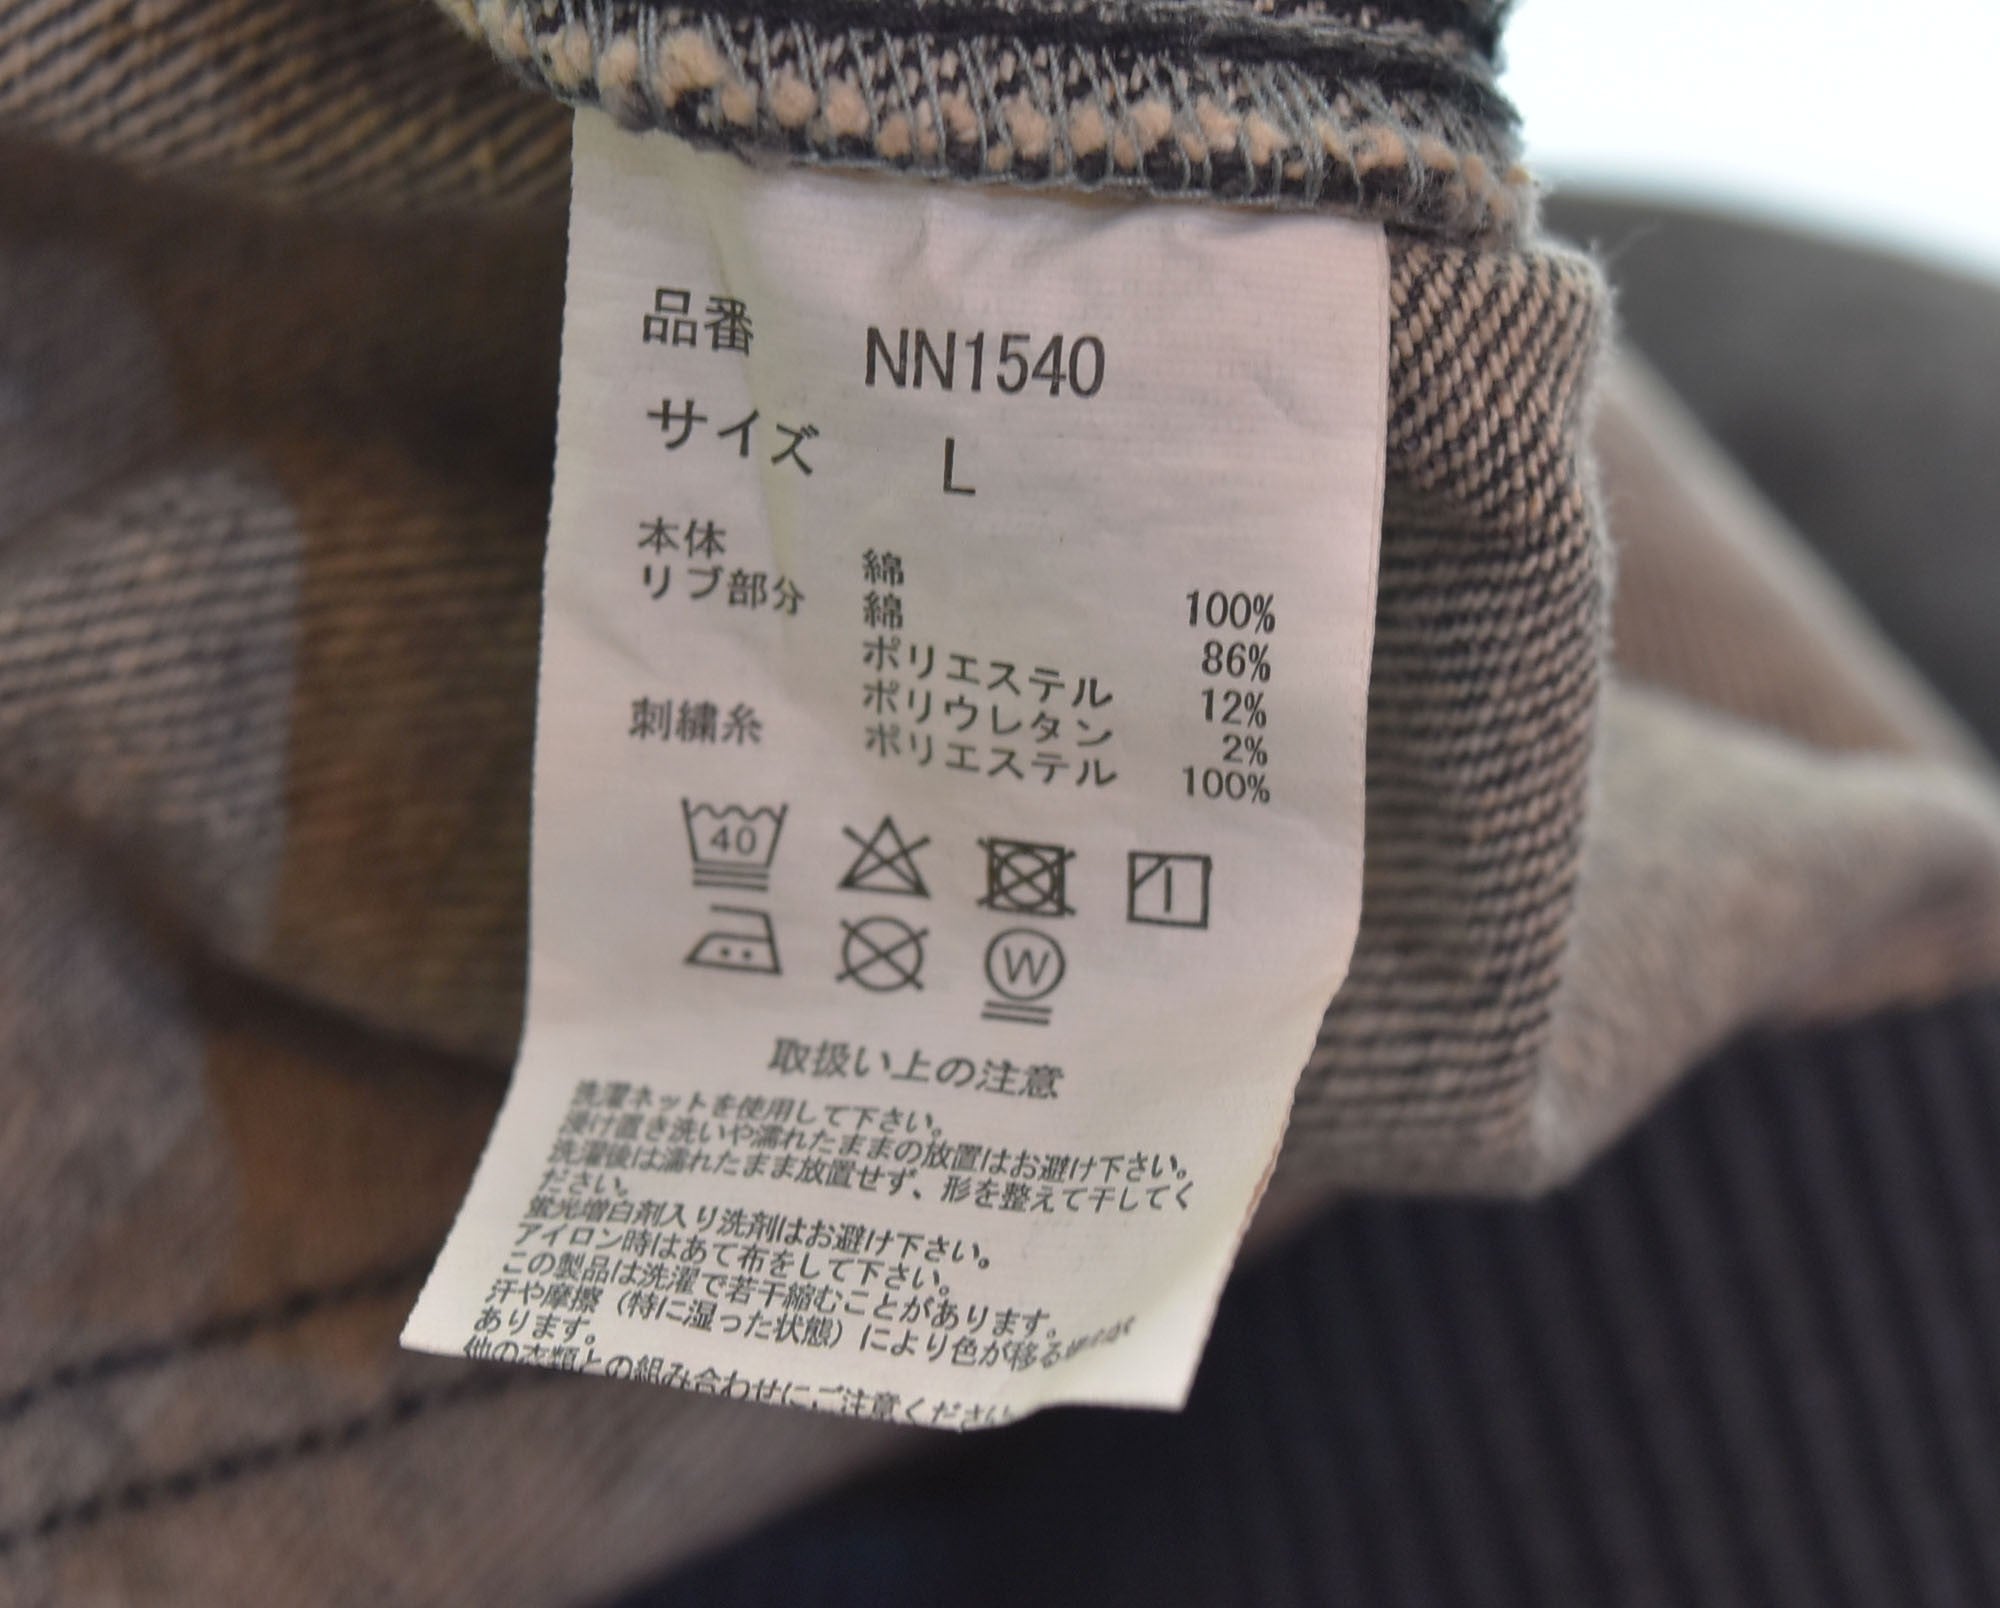 品番 NN1540
サイズ L
本体 綿 100%
リブ部分 綿 86%
ポリエステル 12%
ポリウレタン 2%
刺繍糸 ポリエステル 100%
40
W
取扱い上の注意
洗濯ネットを使用して下さい。
浸け置き洗いや濡れたままの放置はお避け下さい。
洗濯後は濡れたまま放置せず、形を整えて干してく
ださい。
蛍光増白剤入り洗剤はお避け下さい。
アイロン時はあて布をして下さい。
この製品は洗濯で若干縮むことがあります。
汗や摩擦（特に湿った状態）により色が移る
あります。
他の衣類との組み合わせにご注意ください